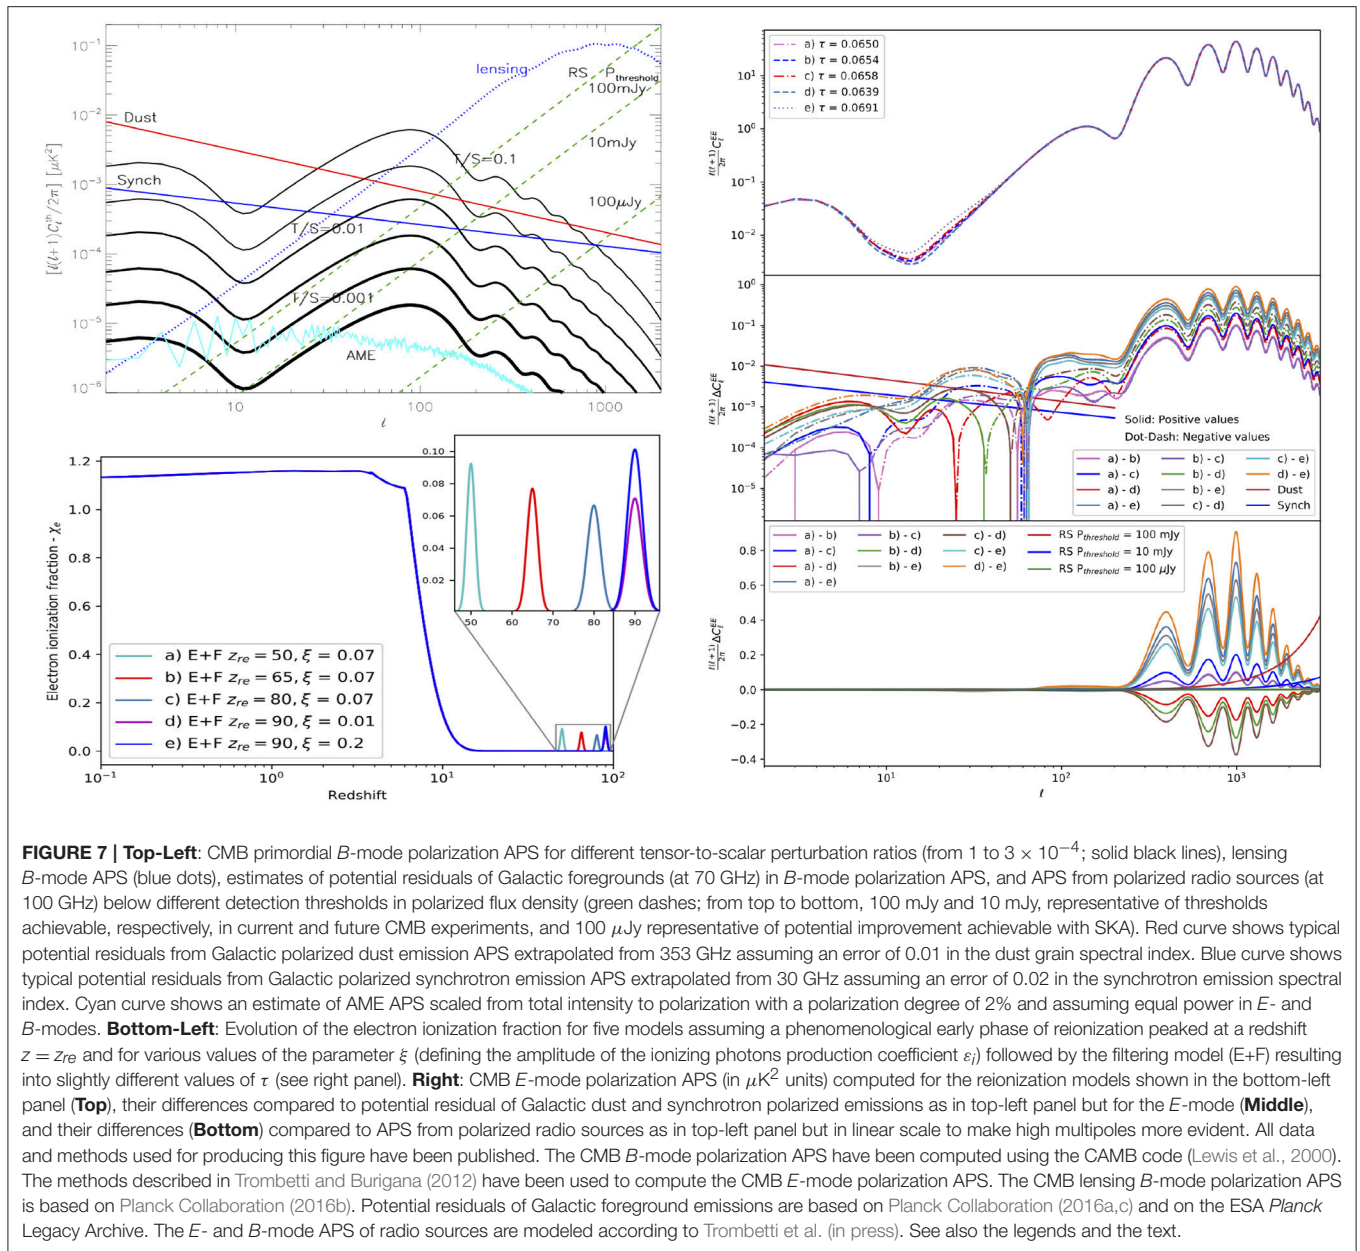 10⁻¹
10⁻²
10⁻³
10⁻⁴
10⁻⁵
10⁻⁶
[ℓ(ℓ+1)Cₗᵗʰ/2π] [μK²]
lensing
RS Pthreshold
100mJy
Dust
10mJy
T/S=0.1
Synch
100μJy
T/S=0.01
T/S=0.001
AME
10 100 1000
ℓ
1.2
1.0
0.8
0.6
0.4
0.2
0.0
Electron ionization fraction - χₑ
0.10
0.08
0.06
0.04
0.02
50 60 70 80 90
a) E+F zre = 50, ξ = 0.07
b) E+F zre = 65, ξ = 0.07
c) E+F zre = 80, ξ = 0.07
d) E+F zre = 90, ξ = 0.01
e) E+F zre = 90, ξ = 0.2
10⁻¹ 10⁰ 10¹ 10²
Redshift
a) τ = 0.0650
b) τ = 0.0654
c) τ = 0.0658
d) τ = 0.0639
e) τ = 0.0691
10¹
10⁰
10⁻¹
10⁻²
ℓ(ℓ+1)/2π CₗEE
10⁰
10⁻¹
10⁻²
10⁻³
10⁻⁴
10⁻⁵
ℓ(ℓ+1)/2π ΔCₗEE
Solid: Positive values
Dot-Dash: Negative values
a) - b) b) - c) c) - e)
a) - c) b) - d) d) - e)
a) - d) b) - e) Dust
a) - e) c) - d) Synch
a) - b) b) - c) c) - d) RS Pthreshold = 100 mJy
a) - c) b) - d) c) - e) RS Pthreshold = 10 mJy
a) - d) b) - e) d) - e) RS Pthreshold = 100 μJy
a) - e)
0.8
0.6
0.4
0.2
0.0
−0.2
−0.4
ℓ(ℓ+1)/2π ΔCₗEE
10¹ 10² 10³
ℓ
FIGURE 7 | Top-Left: CMB primordial B-mode polarization APS for different tensor-to-scalar perturbation ratios (from 1 to 3 × 10⁻⁴; solid black lines), lensing
B-mode APS (blue dots), estimates of potential residuals of Galactic foregrounds (at 70 GHz) in B-mode polarization APS, and APS from polarized radio sources (at
100 GHz) below different detection thresholds in polarized flux density (green dashes; from top to bottom, 100 mJy and 10 mJy, representative of thresholds
achievable, respectively, in current and future CMB experiments, and 100 μJy representative of potential improvement achievable with SKA). Red curve shows typical
potential residuals from Galactic polarized dust emission APS extrapolated from 353 GHz assuming an error of 0.01 in the dust grain spectral index. Blue curve shows
typical potential residuals from Galactic polarized synchrotron emission APS extrapolated from 30 GHz assuming an error of 0.02 in the synchrotron emission spectral
index. Cyan curve shows an estimate of AME APS scaled from total intensity to polarization with a polarization degree of 2% and assuming equal power in E- and
B-modes. Bottom-Left: Evolution of the electron ionization fraction for five models assuming a phenomenological early phase of reionization peaked at a redshift
z = zre and for various values of the parameter ξ (defining the amplitude of the ionizing photons production coefficient εi) followed by the filtering model (E+F) resulting
into slightly different values of τ (see right panel). Right: CMB E-mode polarization APS (in μK² units) computed for the reionization models shown in the bottom-left
panel (Top), their differences compared to potential residual of Galactic dust and synchrotron polarized emissions as in top-left panel but for the E-mode (Middle),
and their differences (Bottom) compared to APS from polarized radio sources as in top-left panel but in linear scale to make high multipoles more evident. All data
and methods used for producing this figure have been published. The CMB B-mode polarization APS have been computed using the CAMB code (Lewis et al., 2000).
The methods described in Trombetti and Burigana (2012) have been used to compute the CMB E-mode polarization APS. The CMB lensing B-mode polarization APS
is based on Planck Collaboration (2016b). Potential residuals of Galactic foreground emissions are based on Planck Collaboration (2016a,c) and on the ESA Planck
Legacy Archive. The E- and B-mode APS of radio sources are modeled according to Trombetti et al. (in press). See also the legends and the text.